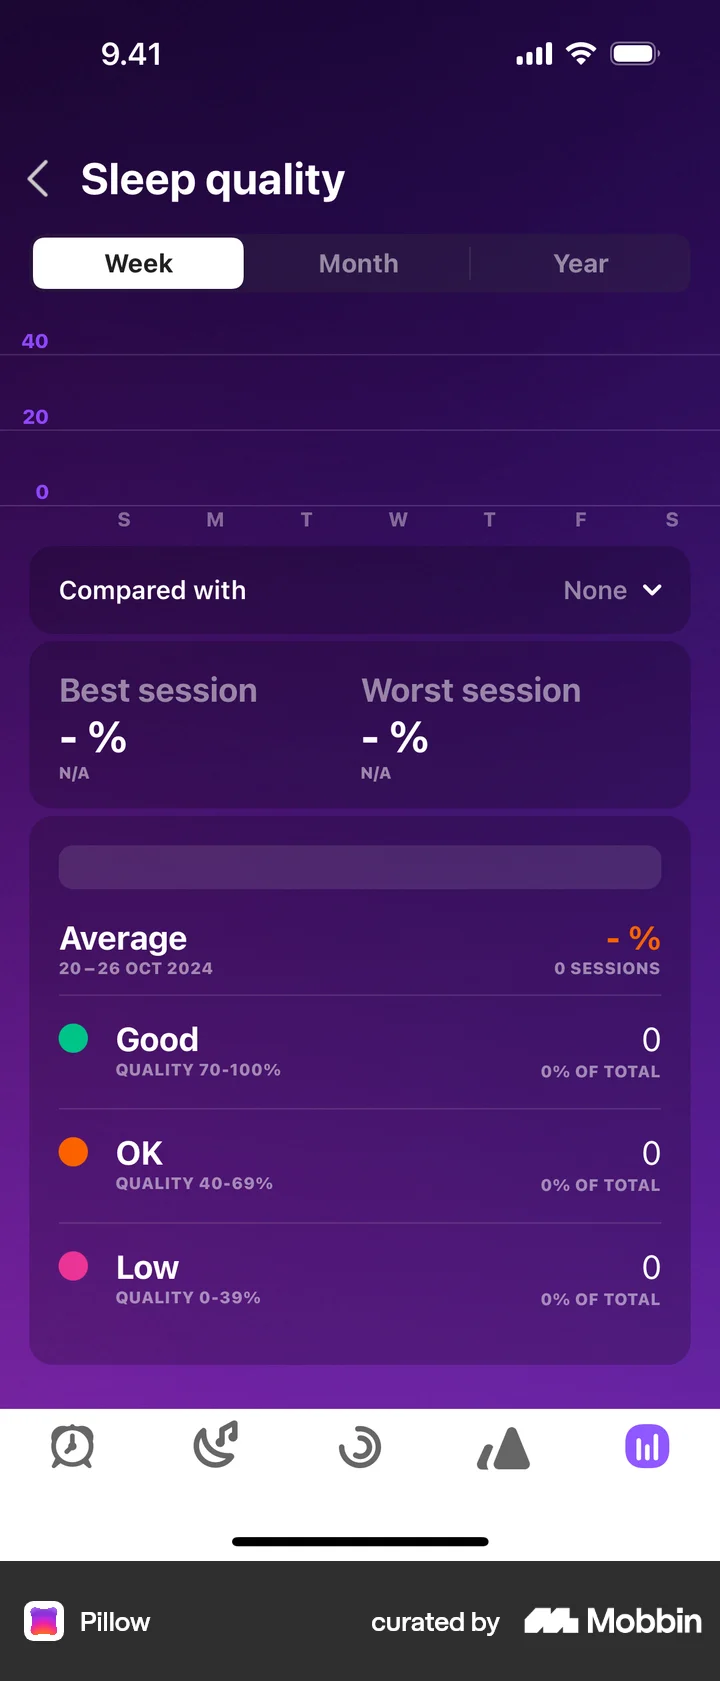 9.41
Sleep quality
Week Month Year
40
20
0
S M T W T F S
Compared with None
Best session Worst session
- % - %
N/A N/A
Average - %
20–26 OCT 2024 0 SESSIONS
Good 0
QUALITY 70-100% 0% OF TOTAL
OK 0
QUALITY 40-69% 0% OF TOTAL
Low 0
QUALITY 0-39% 0% OF TOTAL
Pillow curated by Mobbin